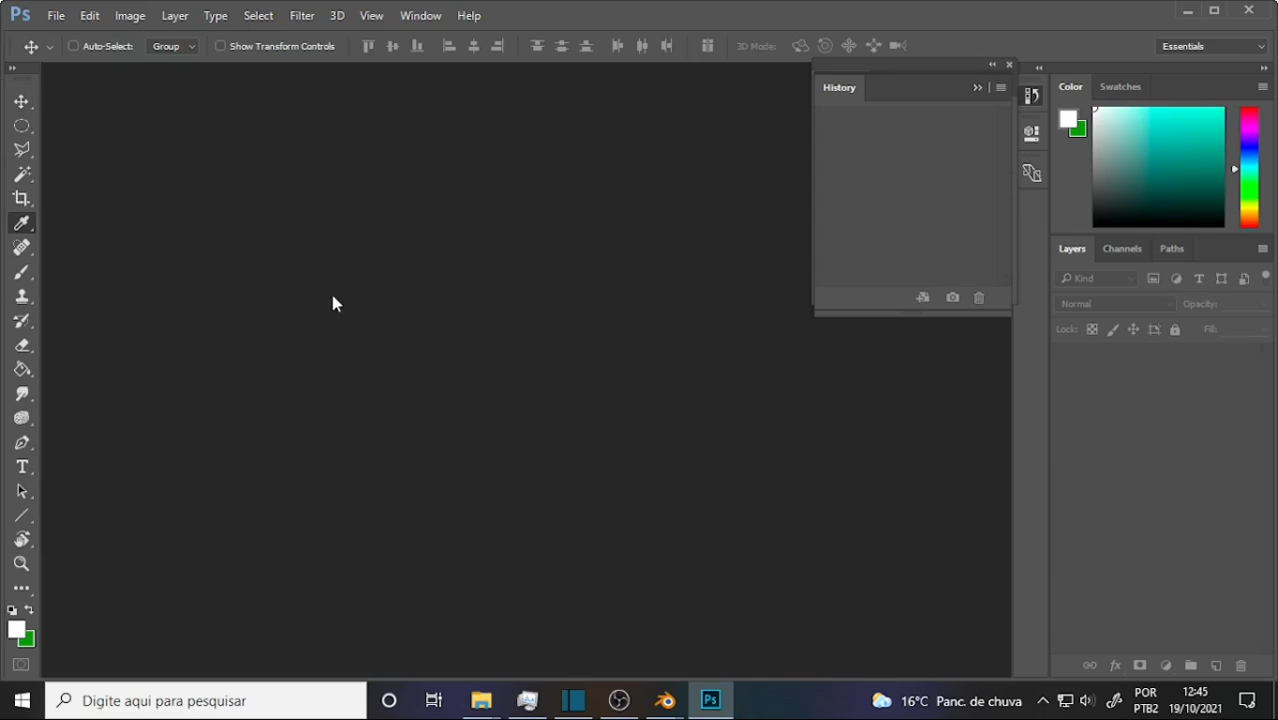 Ps File Edit Image Layer Type Select Filter 3D View Window Help
Auto-Select: Group Show Transform Controls 3D Mode: Essentials
History
Color Swatches
Layers Channels Paths
Kind
Normal Opacity:
Lock: Fill:
T
fx
Digite aqui para pesquisar
Ps
16°C Panc. de chuva
POR
PTB2
12:45
19/10/2021